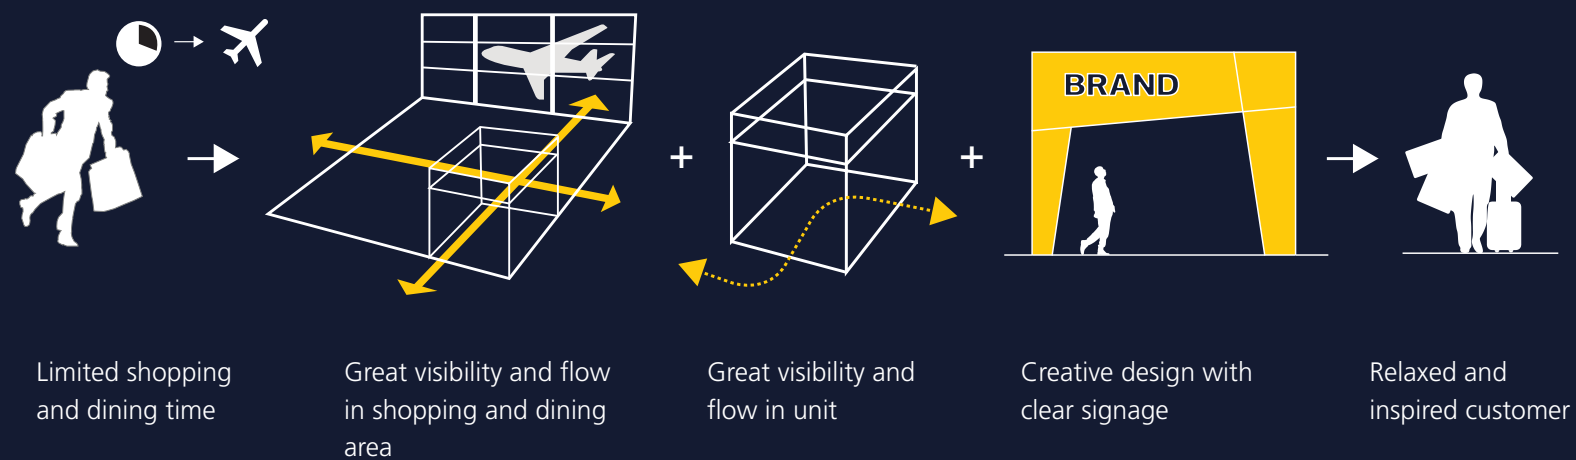 BRAND
Limited shopping
and dining time
Great visibility and flow
in shopping and dining
area
Great visibility and
flow in unit
Creative design with
clear signage
Relaxed and
inspired customer